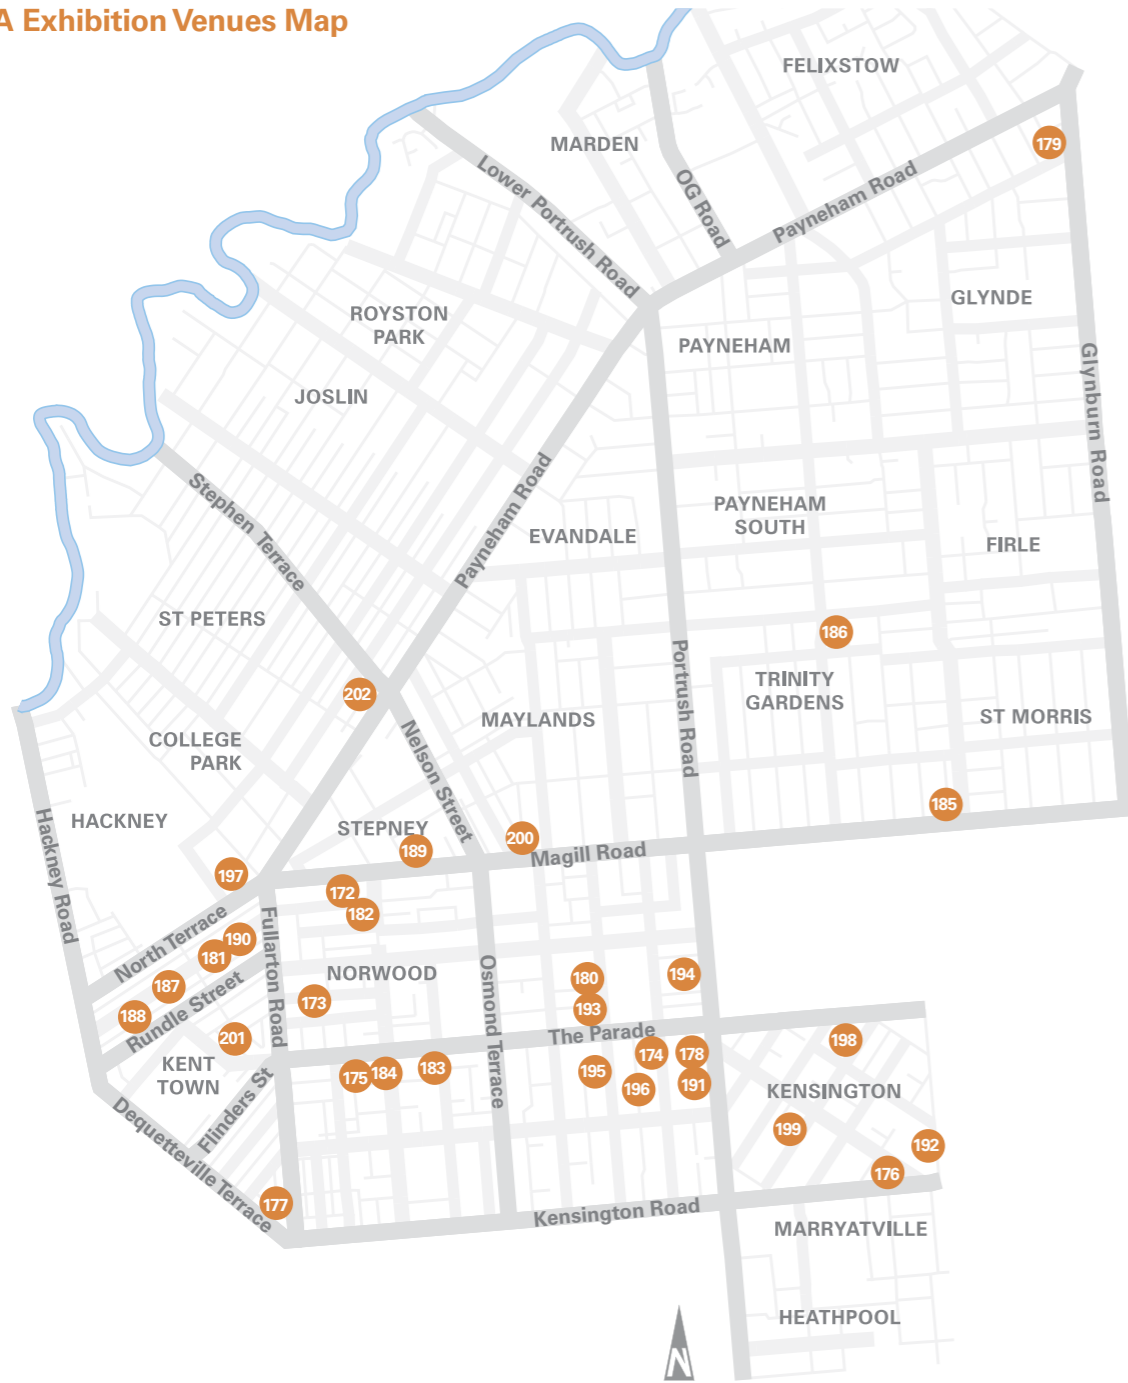 A Exhibition Venues Map
FELIXSTOW
MARDEN
179
Lower Portrush Road
OG Road
Payneham Road
GLYNDE
ROYSTON
PARK
PAYNEHAM
JOSLIN
Glynburn Road
Stephen Terrace
Payneham Road
PAYNEHAM
SOUTH
EVANDALE
FIRLE
ST PETERS
186
Portrush Road
TRINITY
GARDENS
202
MAYLANDS
ST MORRIS
Nelson Street
COLLEGE
PARK
HACKNEY
Hackney Road
STEPNEY
185
200
189
Magill Road
197
172
182
North Terrace
Fullarton Road
190
181
NORWOOD
Osmond Terrace
180
194
187
173
193
188
Rundle Street
201
The Parade
198
KENT
TOWN
175
184
183
195
174
178
196
191
KENSINGTON
Flinders St
Dequetteville Terrace
199
192
176
177
Kensington Road
MARRYATVILLE
HEATHPOOL
N